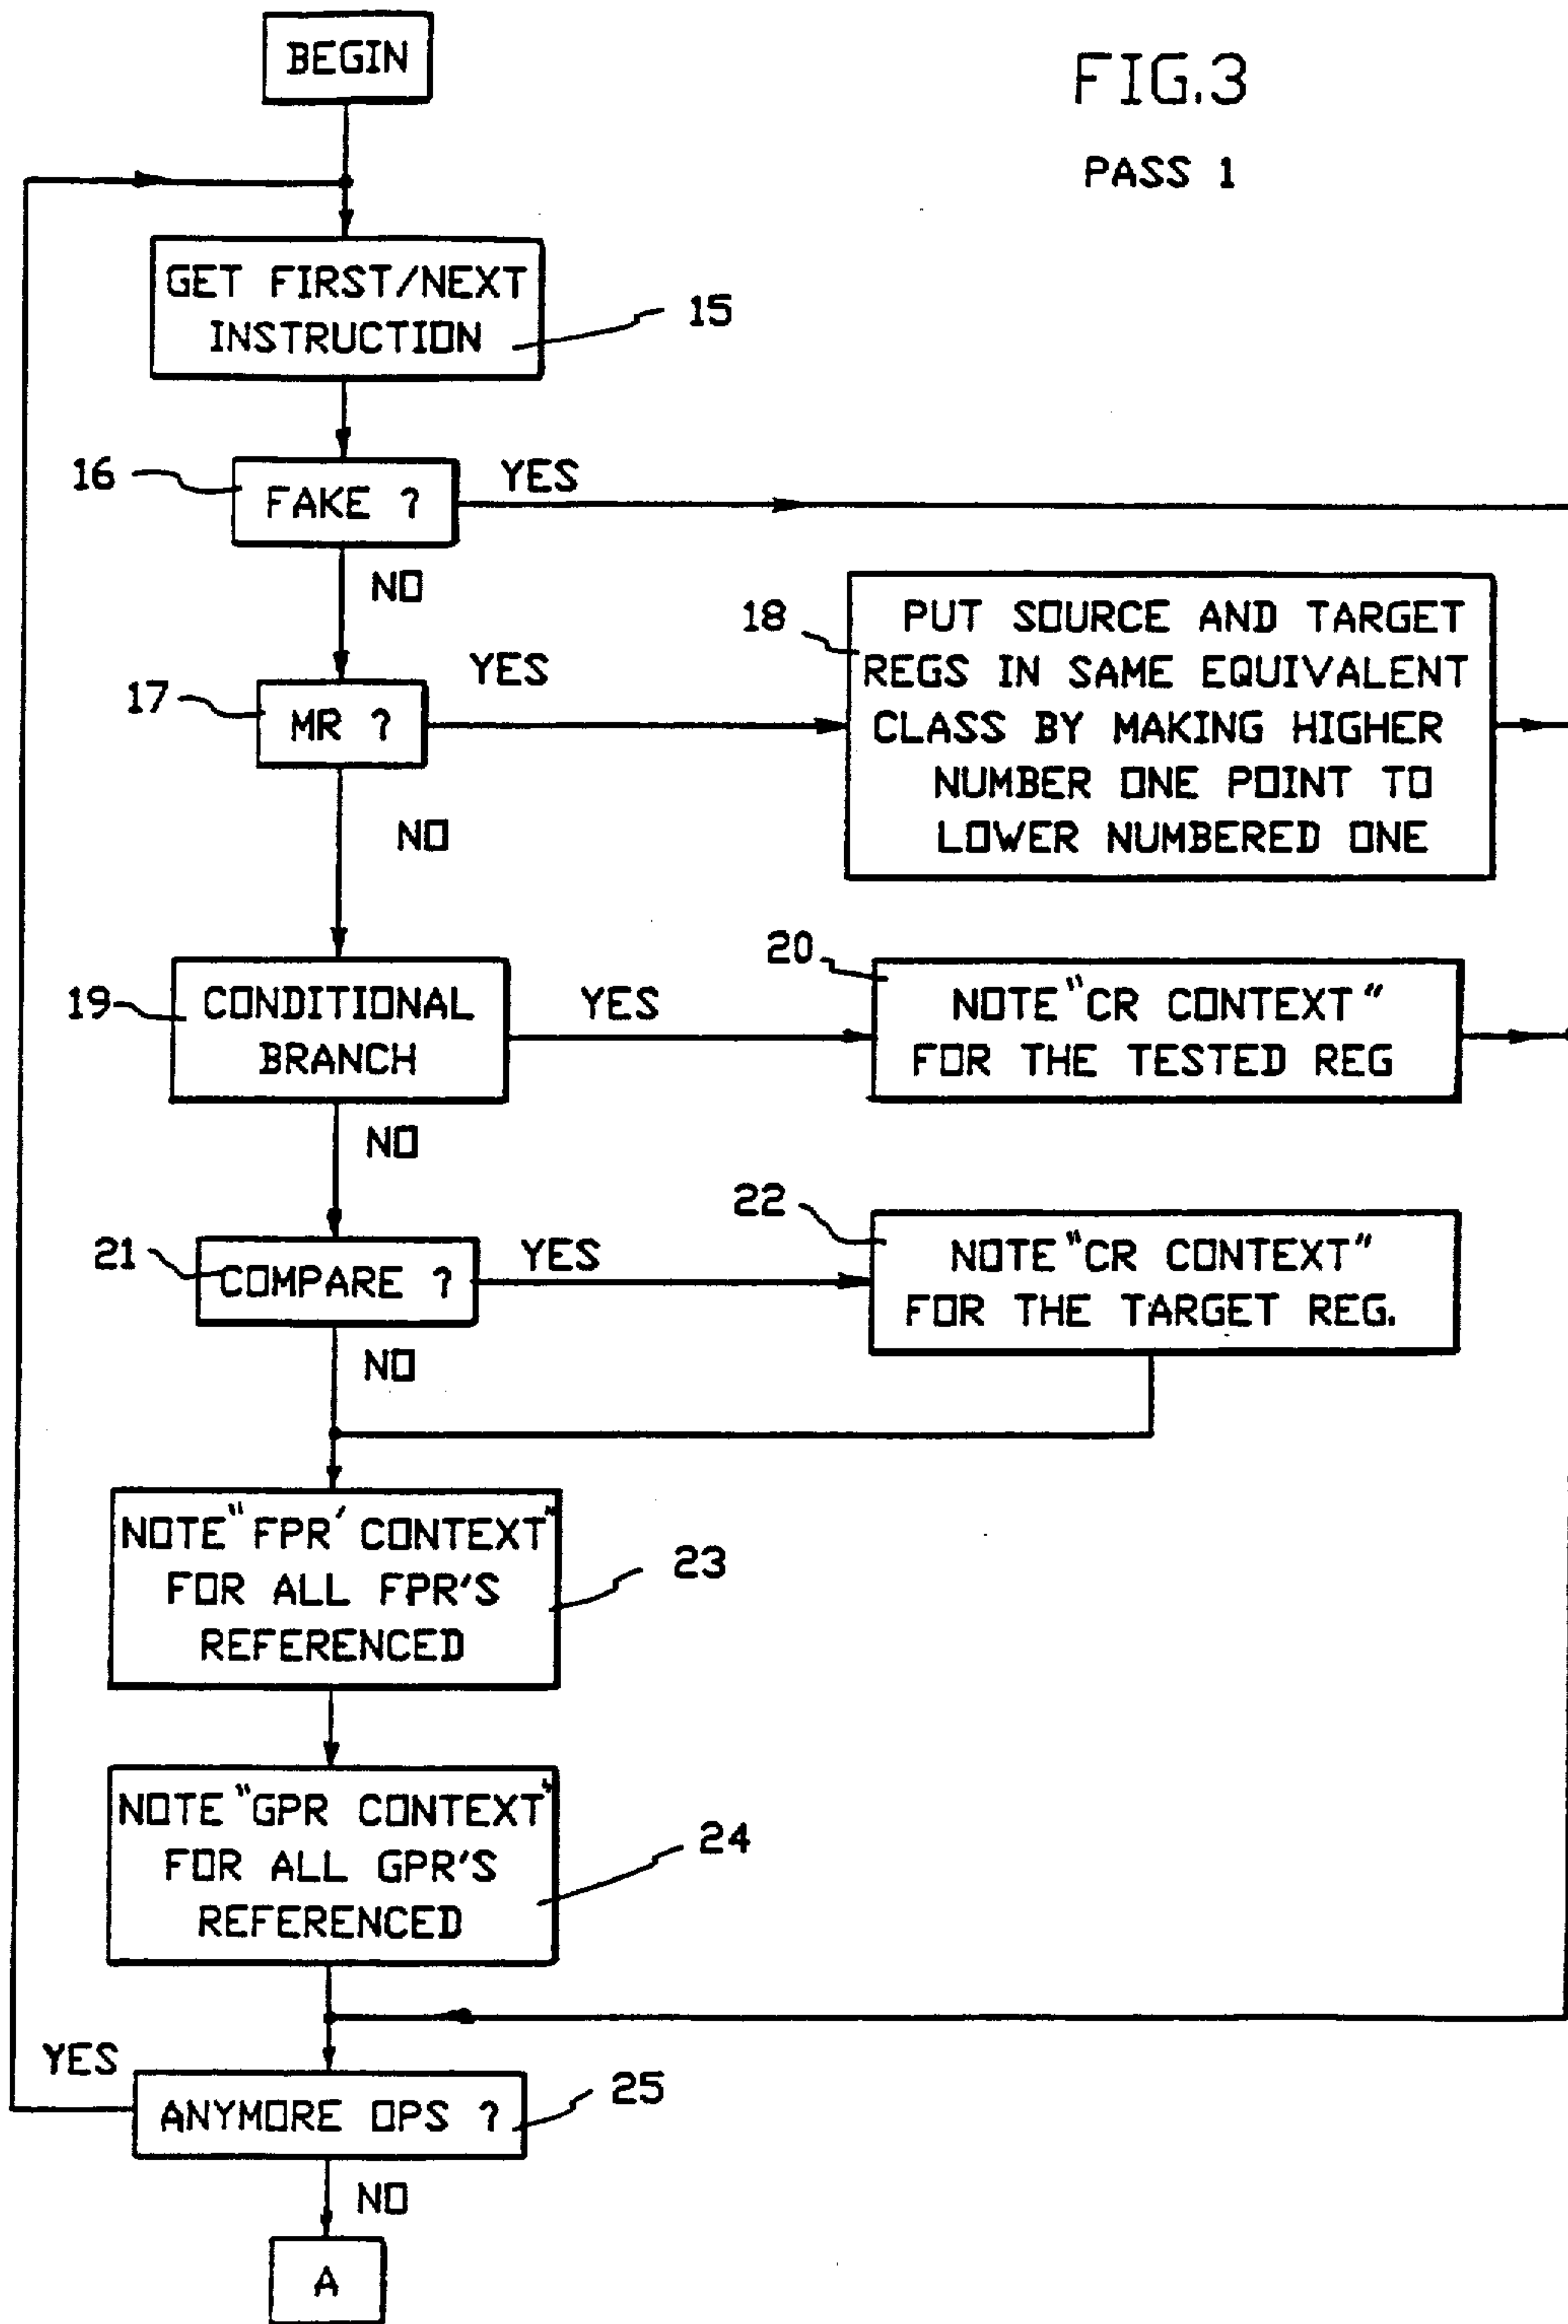 BEGIN
FIG.3
PASS 1
GET FIRST/NEXT
INSTRUCTION
15
16
FAKE ?
YES
NO
17
MR ?
YES
18
PUT SOURCE AND TARGET
REGS IN SAME EQUIVALENT
CLASS BY MAKING HIGHER
NUMBER ONE POINT TO
LOWER NUMBERED ONE
NO
19
CONDITIONAL
BRANCH
YES
20
NOTE "CR CONTEXT"
FOR THE TESTED REG
NO
21
COMPARE ?
YES
22
NOTE "CR CONTEXT"
FOR THE TARGET REG.
NO
NOTE "FPR' CONTEXT"
FOR ALL FPR'S
REFERENCED
23
NOTE "GPR CONTEXT"
FOR ALL GPR'S
REFERENCED
24
YES
ANYMORE OPS ?
25
NO
A